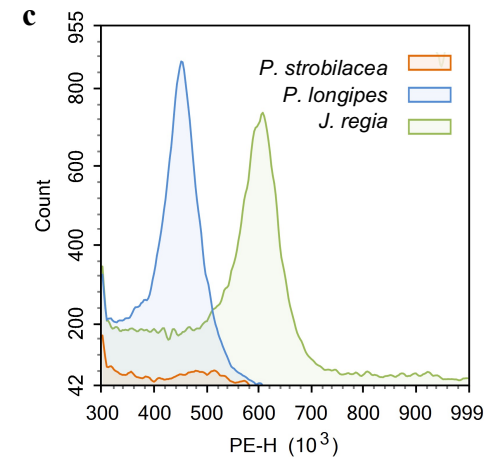 c
955
800
600
400
200
42
Count
P. strobilacea
P. longipes
J. regia
300 400 500 600 700 800 900 999
PE-H (10³)